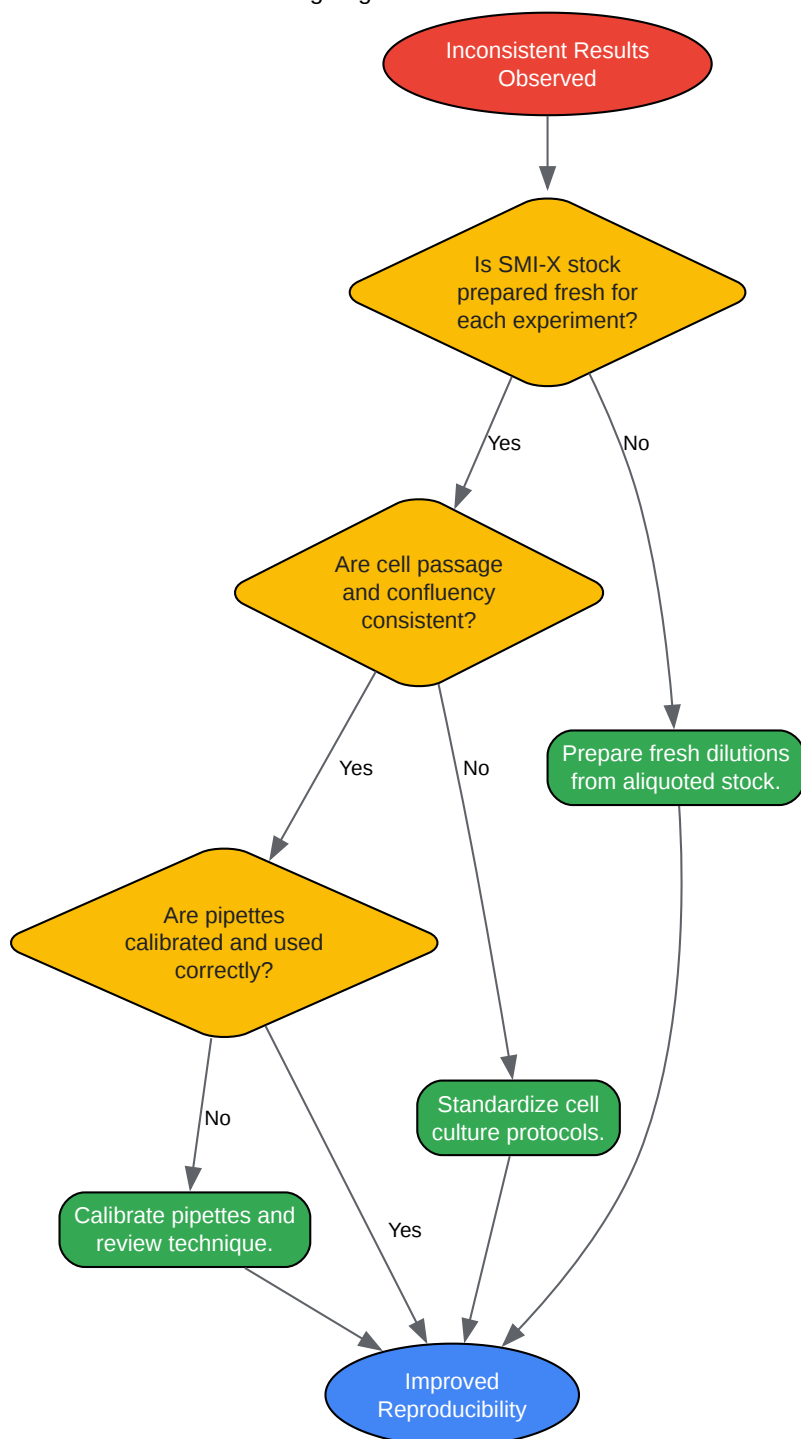 Inconsistent Results
Observed
Is SMI-X stock
prepared fresh for
each experiment?
Yes
No
Are cell passage
and confluency
consistent?
Yes
No
Prepare fresh dilutions
from aliquoted stock.
Are pipettes
calibrated and used
correctly?
No
Yes
Standardize cell
culture protocols.
Calibrate pipettes and
review technique.
Improved
Reproducibility